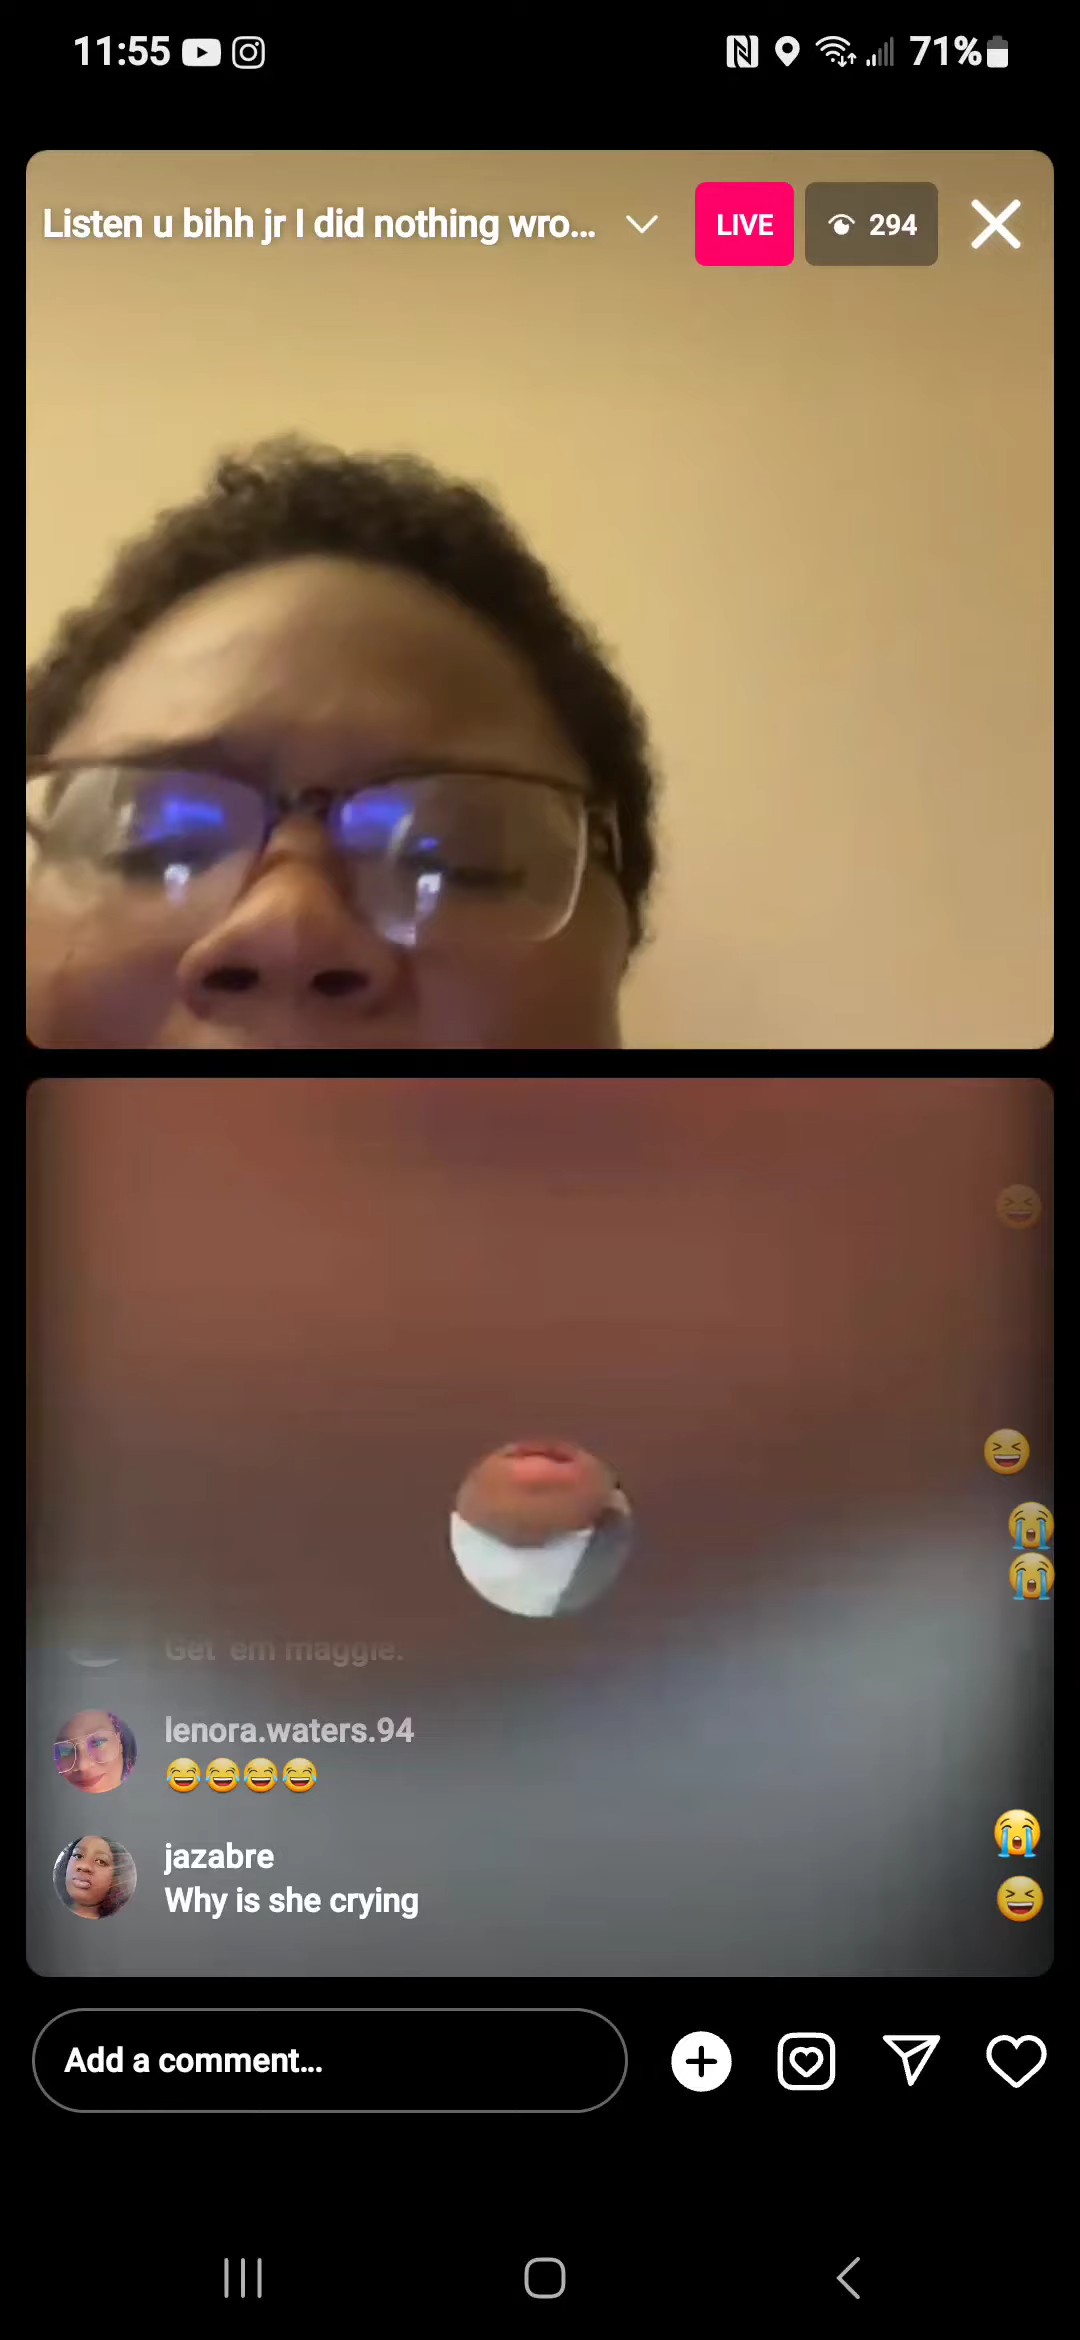 11:55
71%
Listen u bihh jr I did nothing wro...
LIVE
294
Get em maggie.
lenora.waters.94
😂😂😂😂
jazabre
Why is she crying
Add a comment...